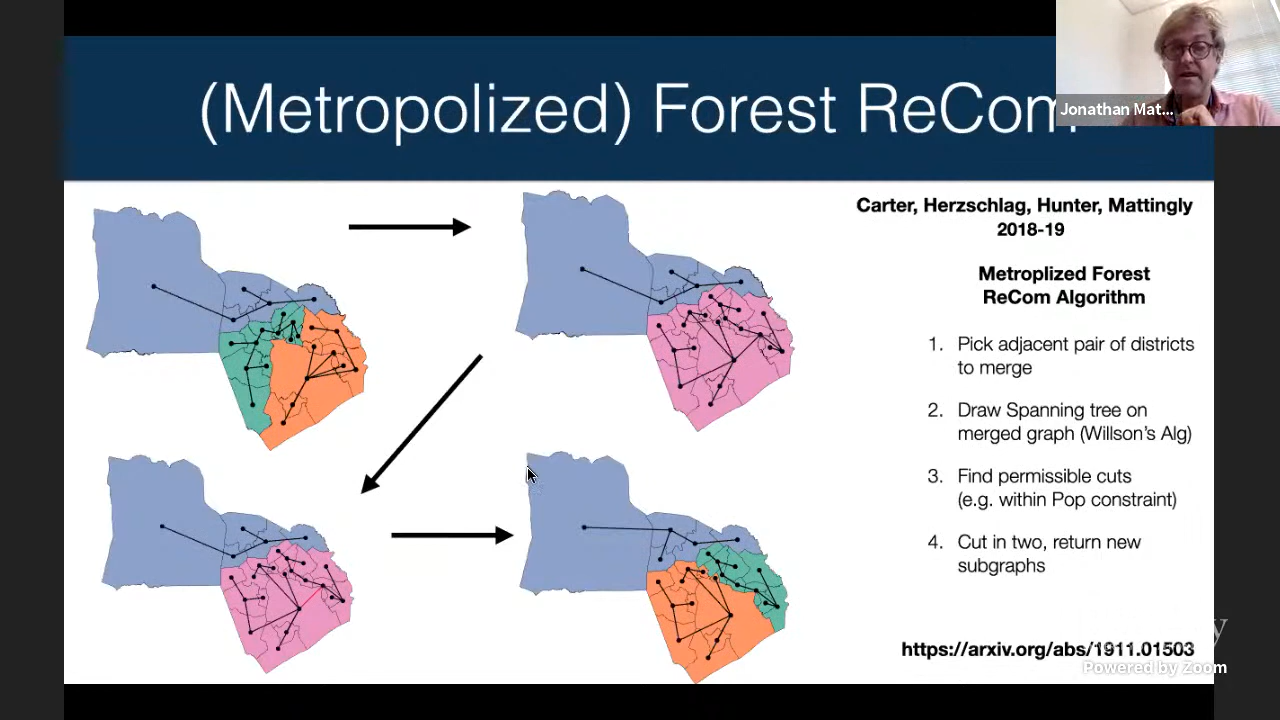 (Metropolized) Forest ReCom
Jonathan Mat...
Carter, Herzschlag, Hunter, Mattingly
2018-19
Metroplized Forest
ReCom Algorithm
1. Pick adjacent pair of districts
to merge
2. Draw Spanning tree on
merged graph (Willson's Alg)
3. Find permissible cuts
(e.g. within Pop constraint)
4. Cut in two, return new
subgraphs
https://arxiv.org/abs/1911.01503
Powered by Zoom